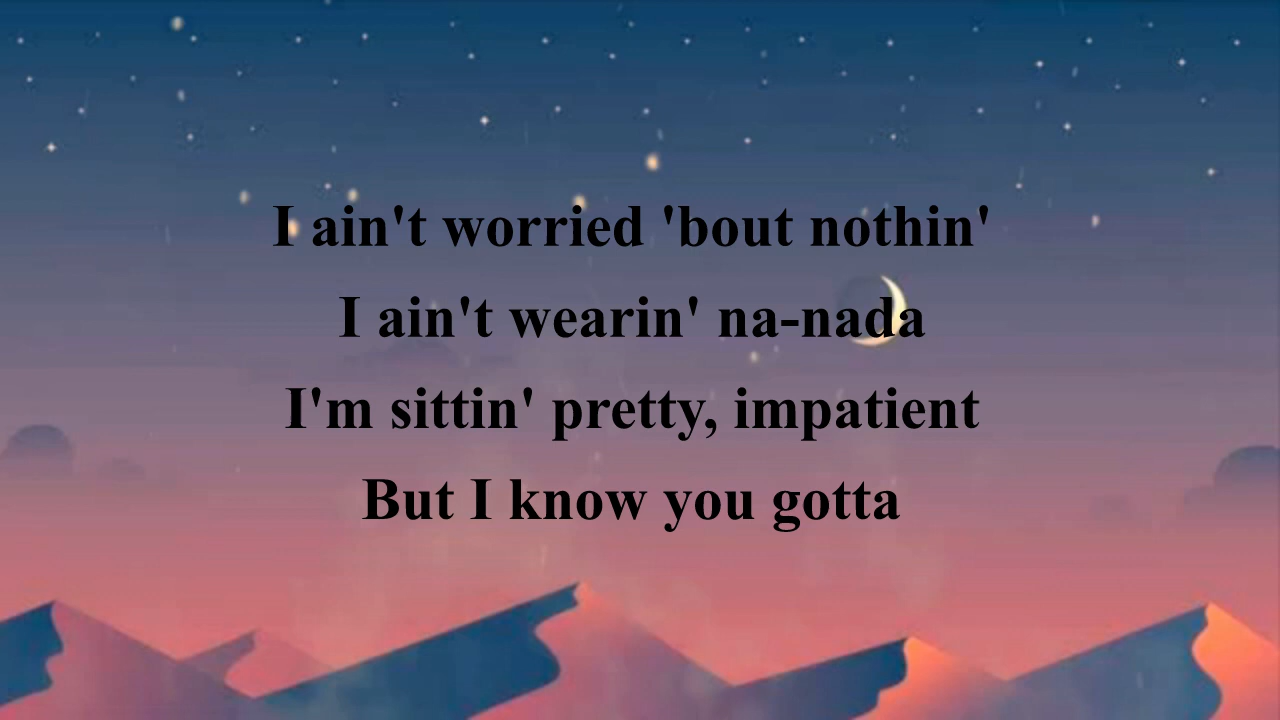 I ain't worried 'bout nothin'
I ain't wearin' na-nada
I'm sittin' pretty, impatient
But I know you gotta